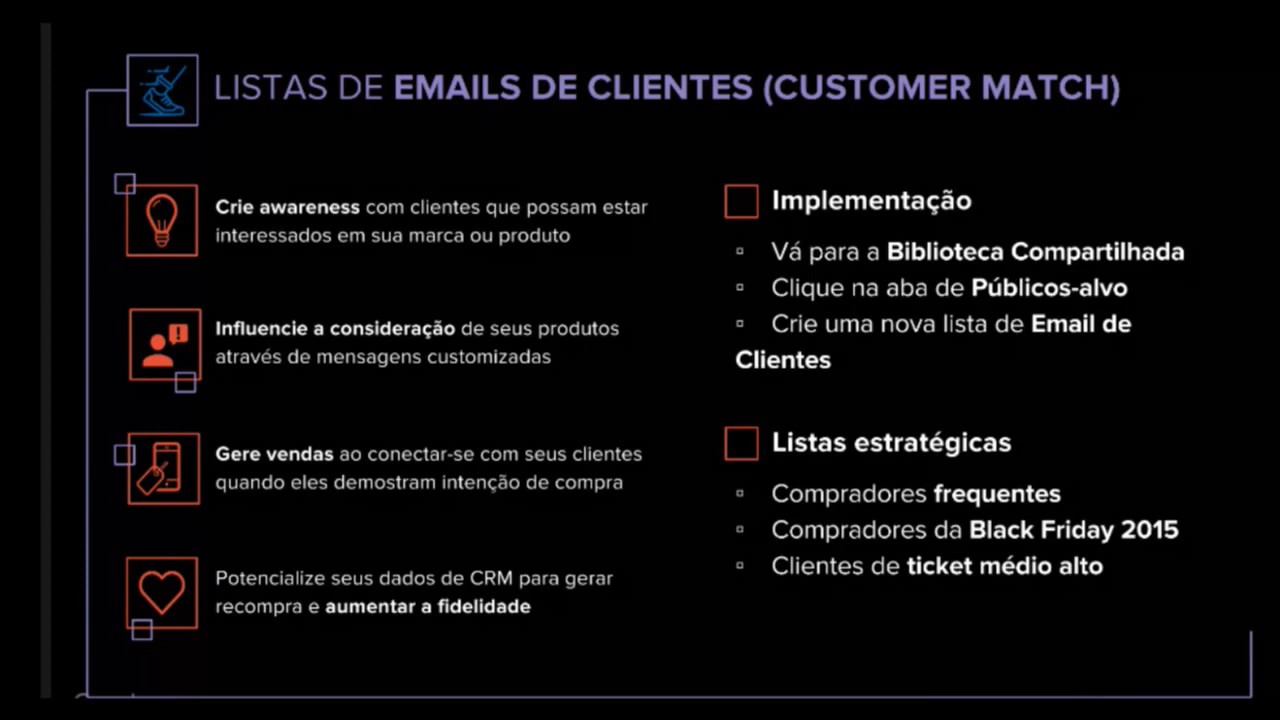 LISTAS DE EMAILS DE CLIENTES (CUSTOMER MATCH)
Crie awareness com clientes que possam estar
interessados em sua marca ou produto
Influencie a consideração de seus produtos
através de mensagens customizadas
Gere vendas ao conectar-se com seus clientes
quando eles demostram intenção de compra
Potencialize seus dados de CRM para gerar
recompra e aumentar a fidelidade
Implementação
Vá para a Biblioteca Compartilhada
Clique na aba de Públicos-alvo
Crie uma nova lista de Email de
Clientes
Listas estratégicas
Compradores frequentes
Compradores da Black Friday 2015
Clientes de ticket médio alto